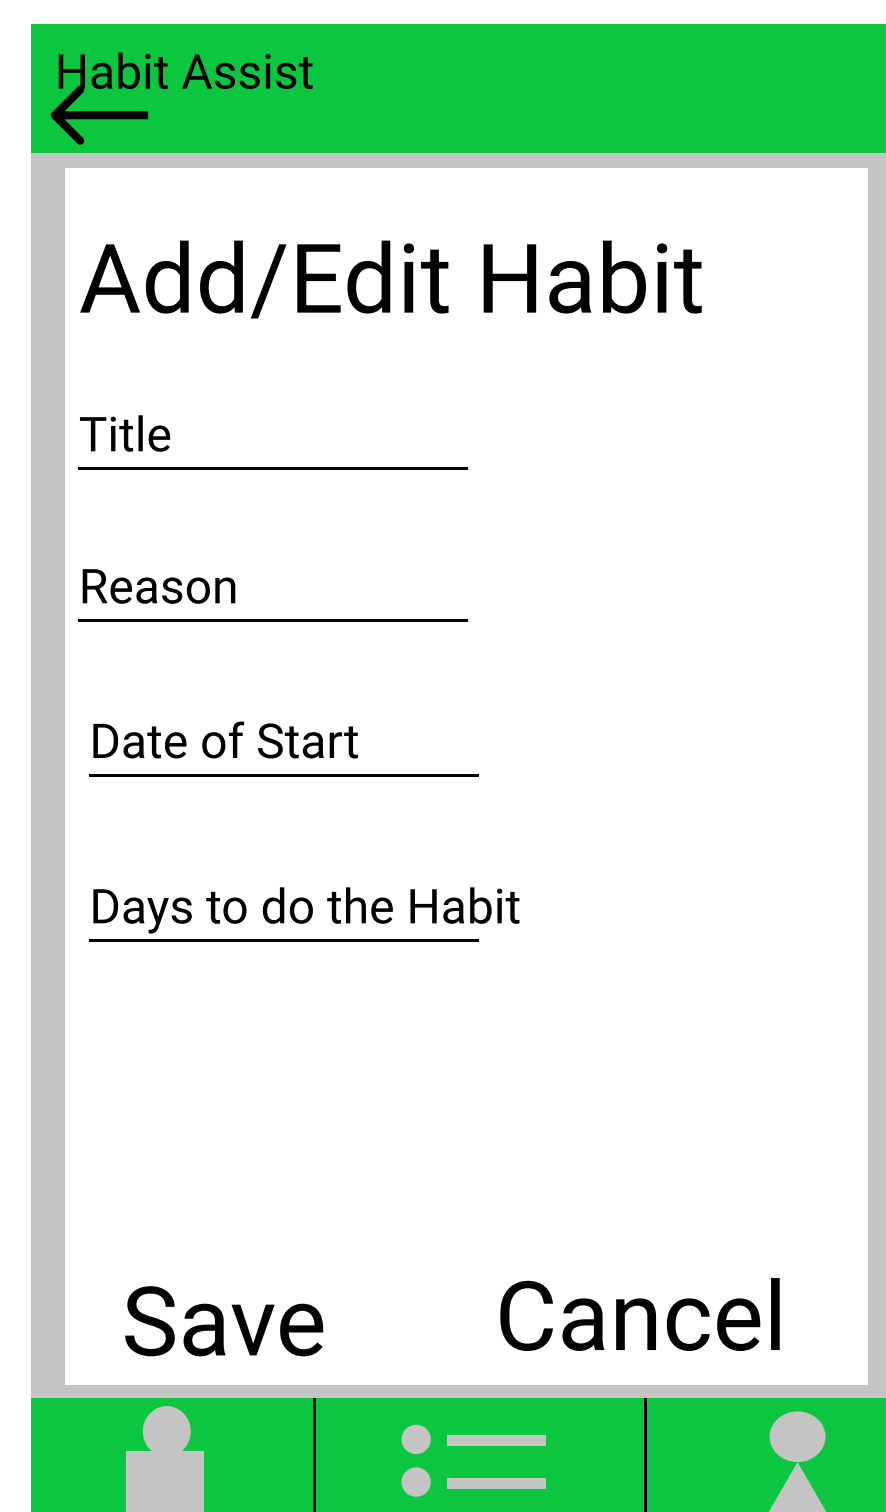 Habit Assist
Add/Edit Habit
Title
Reason
Date of Start
Days to do the Habit
Save Cancel